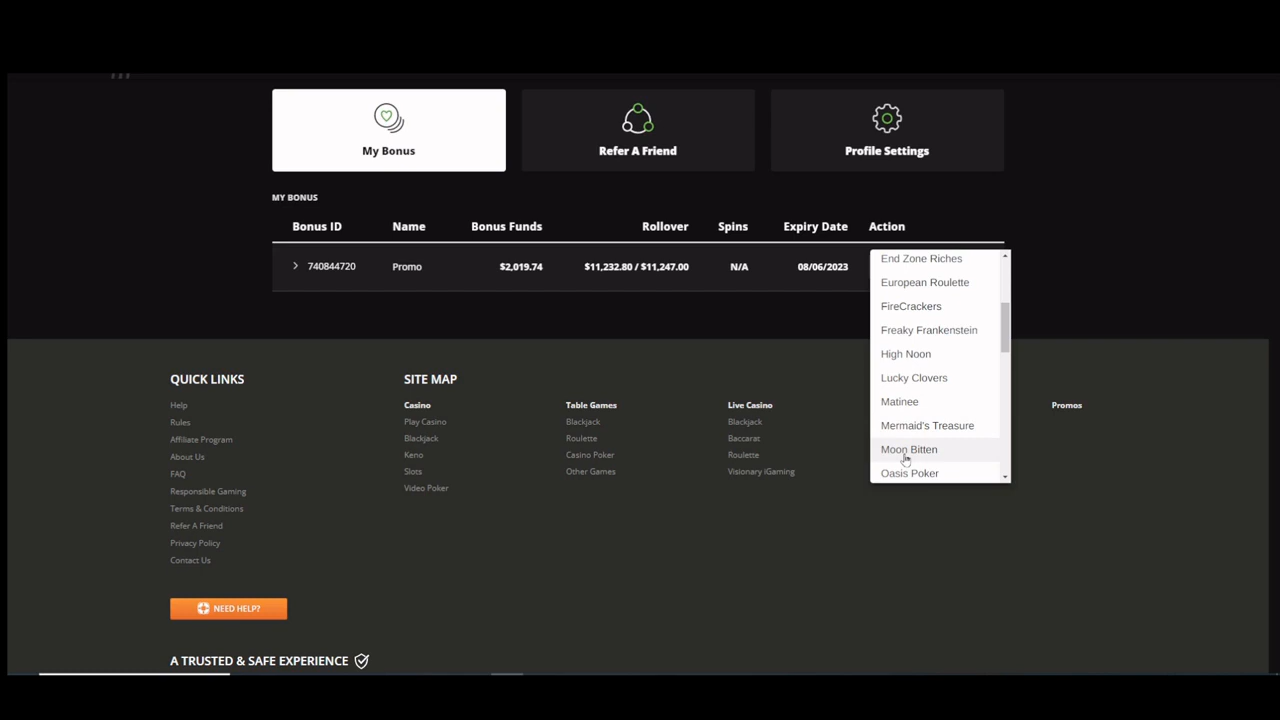 My Bonus
Refer A Friend
Profile Settings
MY BONUS
Bonus ID Name Bonus Funds Rollover Spins Expiry Date Action
740844720 Promo $2,019.74 $11,232.80 / $11,247.00 N/A 08/06/2023
End Zone Riches
European Roulette
FireCrackers
Freaky Frankenstein
High Noon
Lucky Clovers
Matinee
Mermaid's Treasure
Moon Bitten
Oasis Poker
QUICK LINKS
Help
Rules
Affiliate Program
About Us
FAQ
Responsible Gaming
Terms & Conditions
Refer A Friend
Privacy Policy
Contact Us
SITE MAP
Casino
Play Casino
Blackjack
Keno
Slots
Video Poker
Table Games
Blackjack
Roulette
Casino Poker
Other Games
Live Casino
Blackjack
Baccarat
Roulette
Visionary iGaming
Promos
NEED HELP?
A TRUSTED & SAFE EXPERIENCE